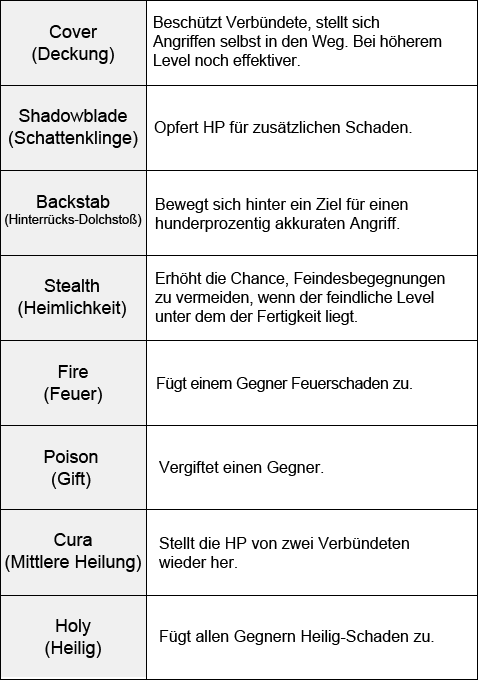 Cover
(Deckung)
Beschützt Verbündete, stellt sich
Angriffen selbst in den Weg. Bei höherem
Level noch effektiver.
Shadowblade
(Schattenklinge)
Opfert HP für zusätzlichen Schaden.
Backstab
(Hinterrücks-Dolchstoß)
Bewegt sich hinter ein Ziel für einen
hunderprozentig akkuraten Angriff.
Stealth
(Heimlichkeit)
Erhöht die Chance, Feindesbegegnungen
zu vermeiden, wenn der feindliche Level
unter dem der Fertigkeit liegt.
Fire
(Feuer)
Fügt einem Gegner Feuerschaden zu.
Poison
(Gift)
Vergiftet einen Gegner.
Cura
(Mittlere Heilung)
Stellt die HP von zwei Verbündeten
wieder her.
Holy
(Heilig)
Fügt allen Gegnern Heilig-Schaden zu.